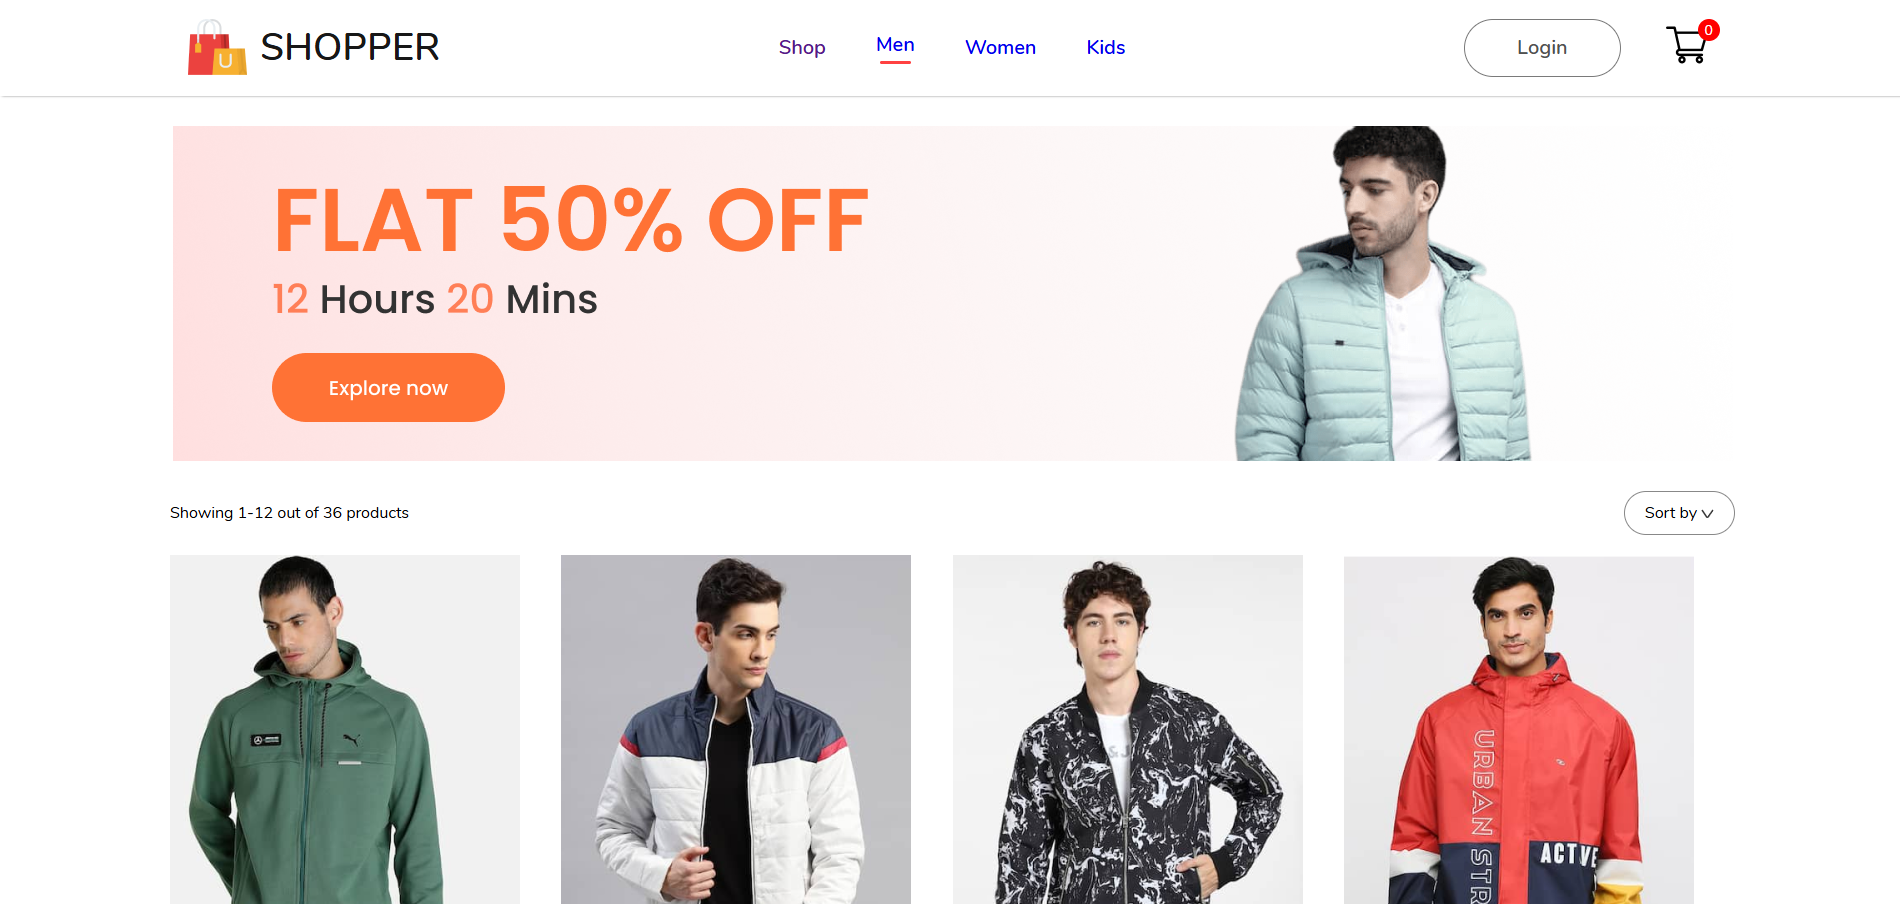 U
SHOPPER
Shop
Men
Women
Kids
Login
0
FLAT 50% OFF
12 Hours 20 Mins
Explore now
Showing 1-12 out of 36 products
Sort by
URBAN STR
ACTIVE